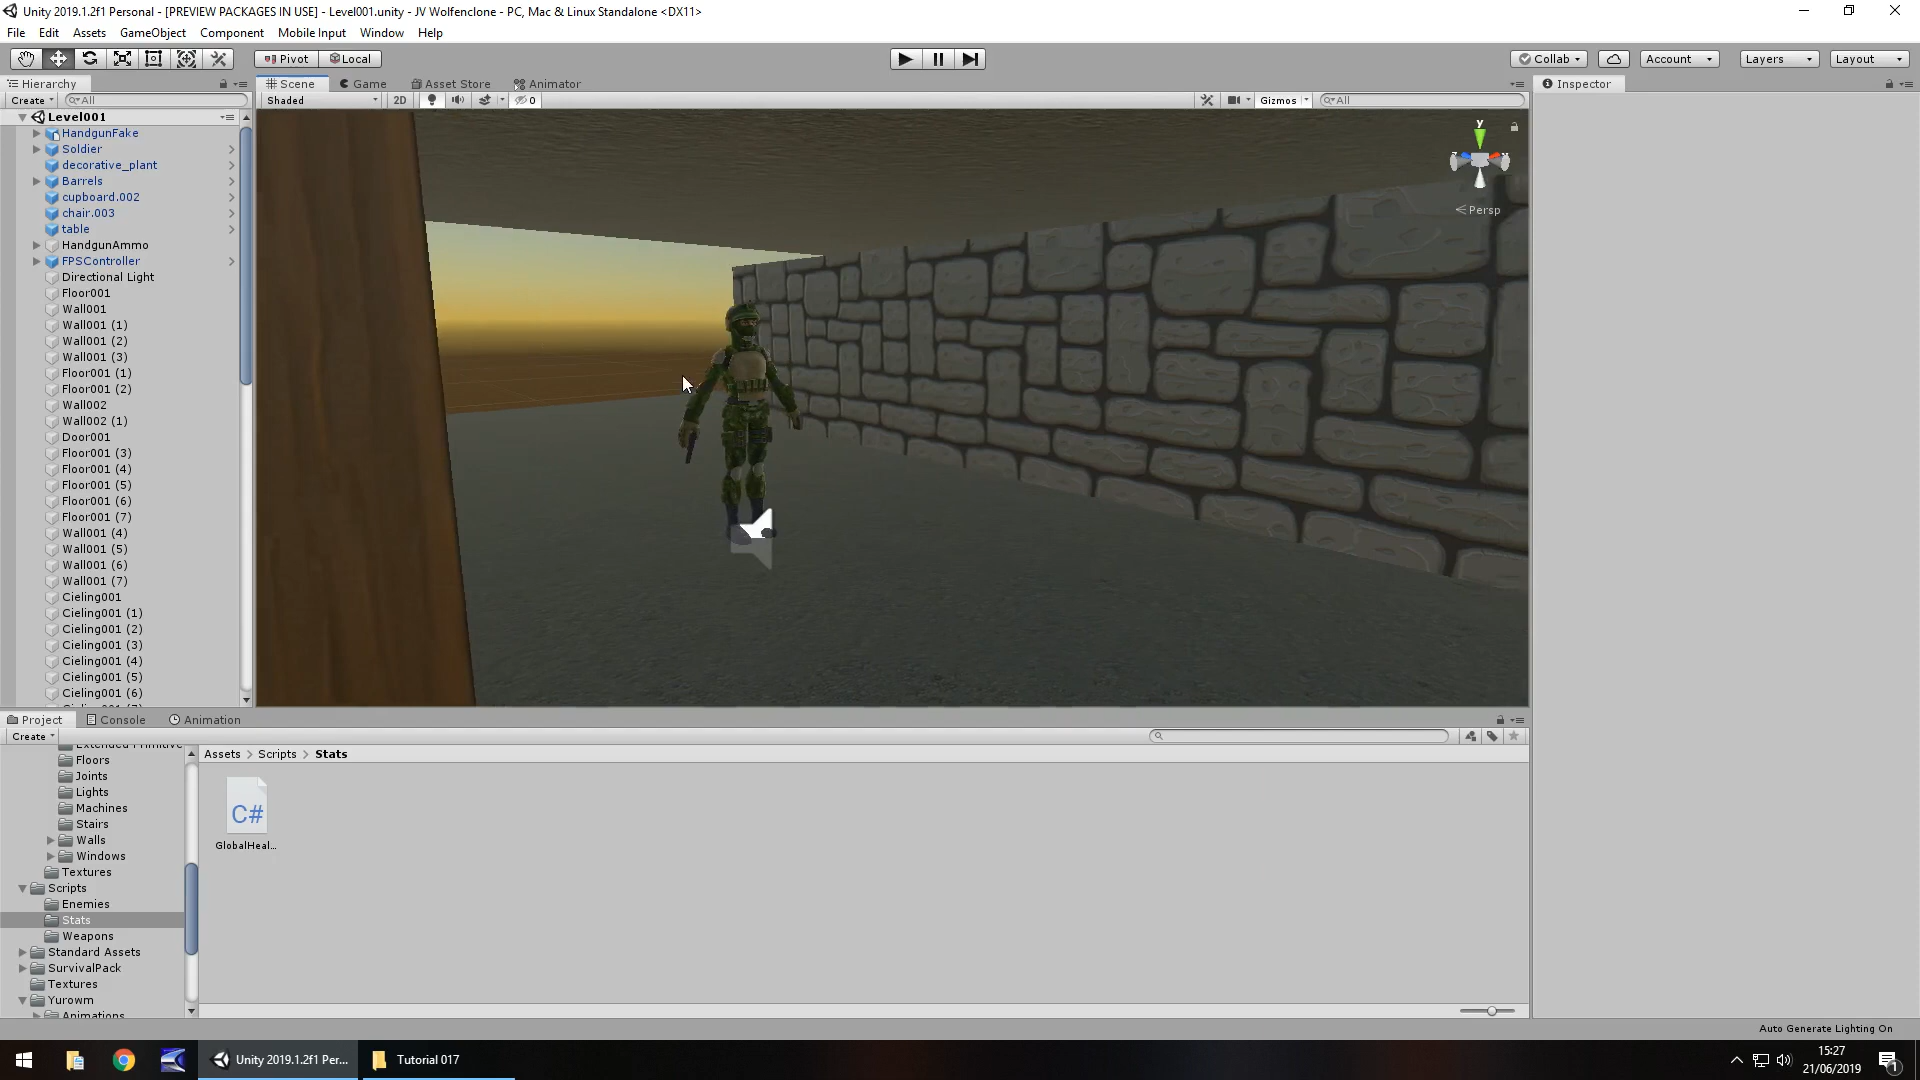 Unity 2019.1.2f1 Personal - [PREVIEW PACKAGES IN USE] - Level001.unity - JV Wolfenclone - PC, Mac & Linux Standalone <DX11>
File Edit Assets GameObject Component Mobile Input Window Help
Pivot Local Collab Account Layers Layout
Hierarchy Scene Game Asset Store Animator Inspector
Create All Shaded 2D 0 Gizmos All
Level001
HandgunFake
Soldier
decorative_plant
Barrels
cupboard.002
chair.003
table
HandgunAmmo
FPSController
Directional Light
Floor001
Wall001
Wall001 (1)
Wall001 (2)
Wall001 (3)
Floor001 (1)
Floor001 (2)
Wall002
Wall002 (1)
Door001
Floor001 (3)
Floor001 (4)
Floor001 (5)
Floor001 (6)
Floor001 (7)
Wall001 (4)
Wall001 (5)
Wall001 (6)
Wall001 (7)
Cieling001
Cieling001 (1)
Cieling001 (2)
Cieling001 (3)
Cieling001 (4)
Cieling001 (5)
Cieling001 (6)
y
z x
Persp
Project Console Animation
Create
Assets > Scripts > Stats
Extended Primitive
Floors
Joints
Lights
Machines
Stairs
Walls
Windows
Textures
Scripts
Enemies
Stats
Weapons
Standard Assets
SurvivalPack
Textures
Yurowm
Animations
C#
GlobalHeal...
Auto Generate Lighting On
Unity 2019.1.2f1 Per... Tutorial 017
15:27
21/06/2019
1